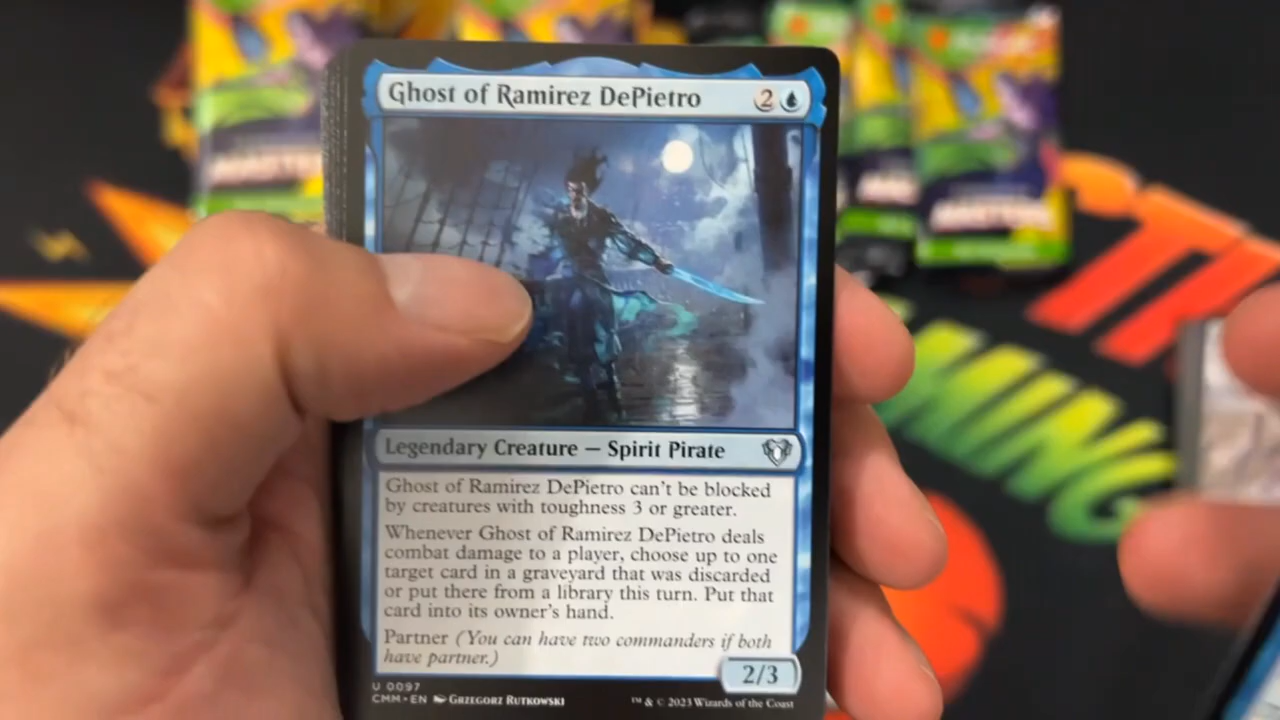 Ghost of Ramirez DePietro 2
Legendary Creature — Spirit Pirate
Ghost of Ramirez DePietro can't be blocked
by creatures with toughness 3 or greater.
Whenever Ghost of Ramirez DePietro deals
combat damage to a player, choose up to one
target card in a graveyard that was discarded
or put there from a library this turn. Put that
card into its owner's hand.
Partner (You can have two commanders if both
have partner.)
2/3
U 0097
CMM • EN Grzegorz Rutkowski ™ & © 2023 Wizards of the Coast
MASTERS
MASTERS